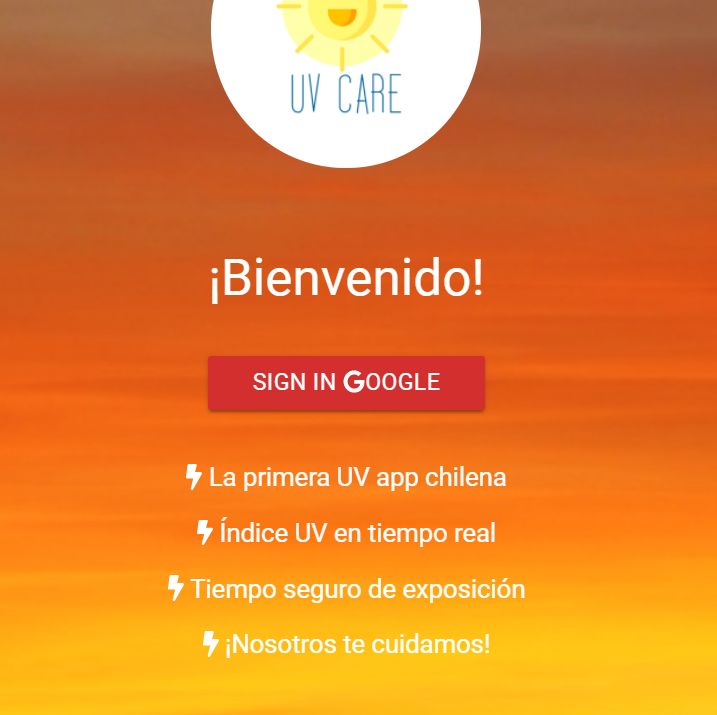 UV CARE
¡Bienvenido!
SIGN IN GOOGLE
La primera UV app chilena
Índice UV en tiempo real
Tiempo seguro de exposición
¡Nosotros te cuidamos!